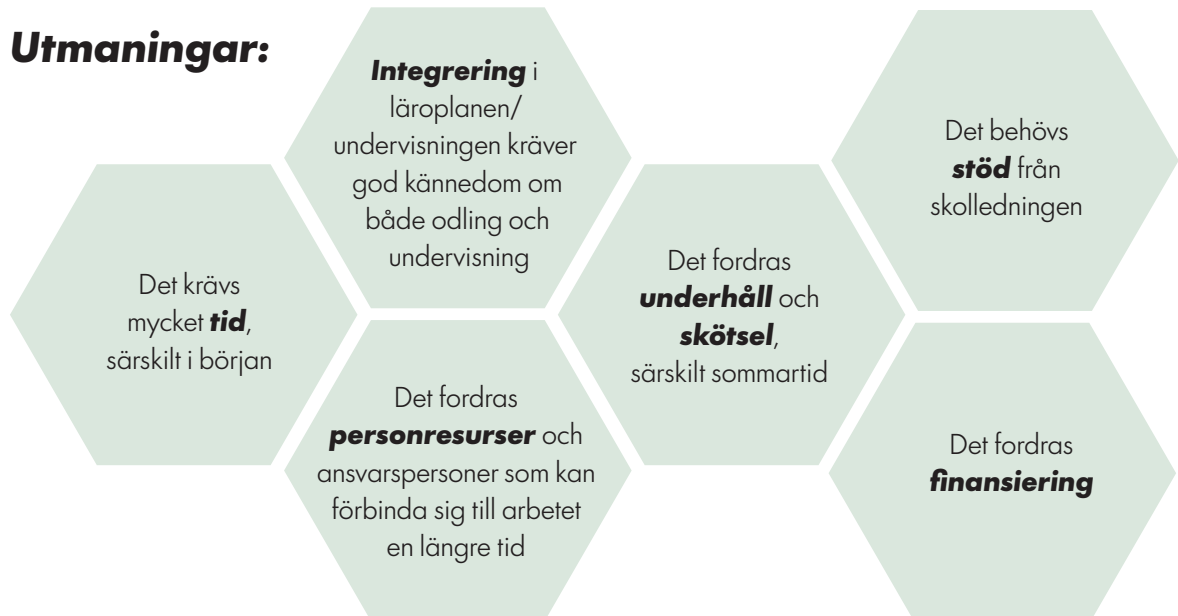 Utmaningar:
Det krävs
mycket tid,
särskilt i början
Integrering i
läroplanen/
undervisningen kräver
god kännedom om
både odling och
undervisning
Det fordras
personresurser och
ansvarspersoner som kan
förbinda sig till arbetet
en längre tid
Det fordras
underhåll och
skötsel,
särskilt sommartid
Det behövs
stöd från
skolledningen
Det fordras
finansiering